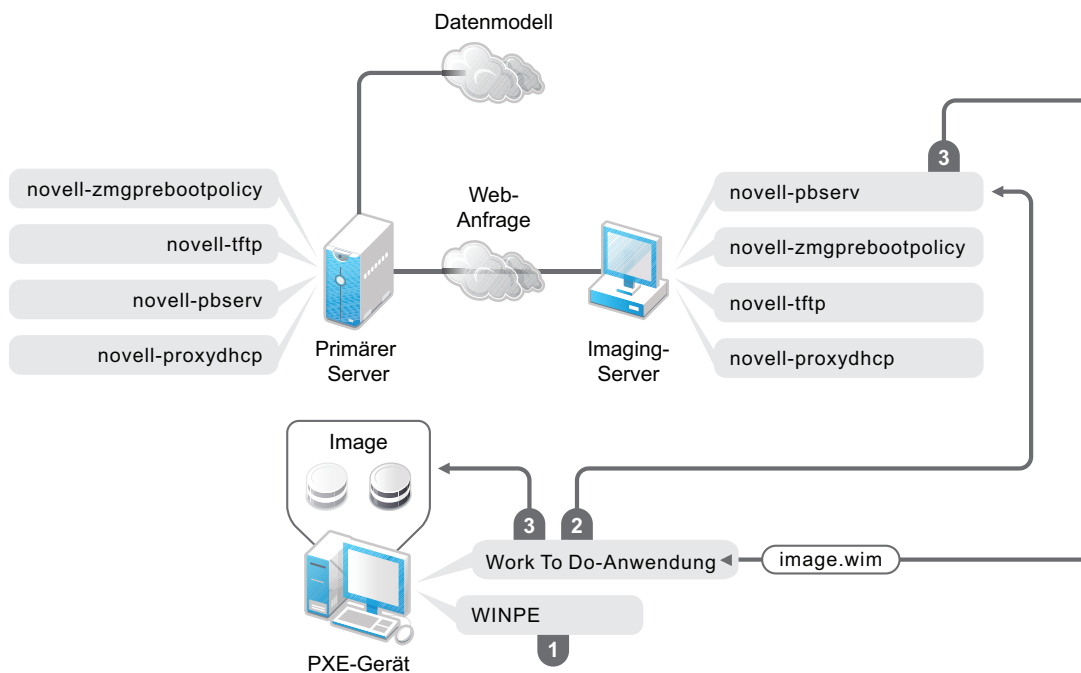 Datenmodell
3
novell-zmgprebootpolicy
novell-tftp
novell-pbserv
novell-proxydhcp
Web-
Anfrage
novell-pbserv
novell-zmgprebootpolicy
novell-tftp
novell-proxydhcp
Primärer
Server
Imaging-
Server
Image
3
2
Work To Do-Anwendung
image.wim
WINPE
1
PXE-Gerät